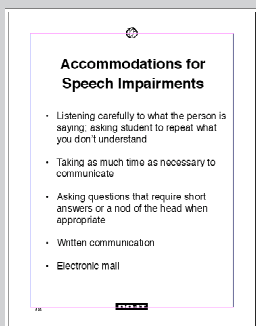 Accommodations for
Speech Impairments
• Listening carefully to what the person is
saying; asking student to repeat what
you don't understand
• Taking as much time as necessary to
communicate
• Asking questions that require short
answers or a nod of the head when
appropriate
• Written communication
• Electronic mail
DO-IT